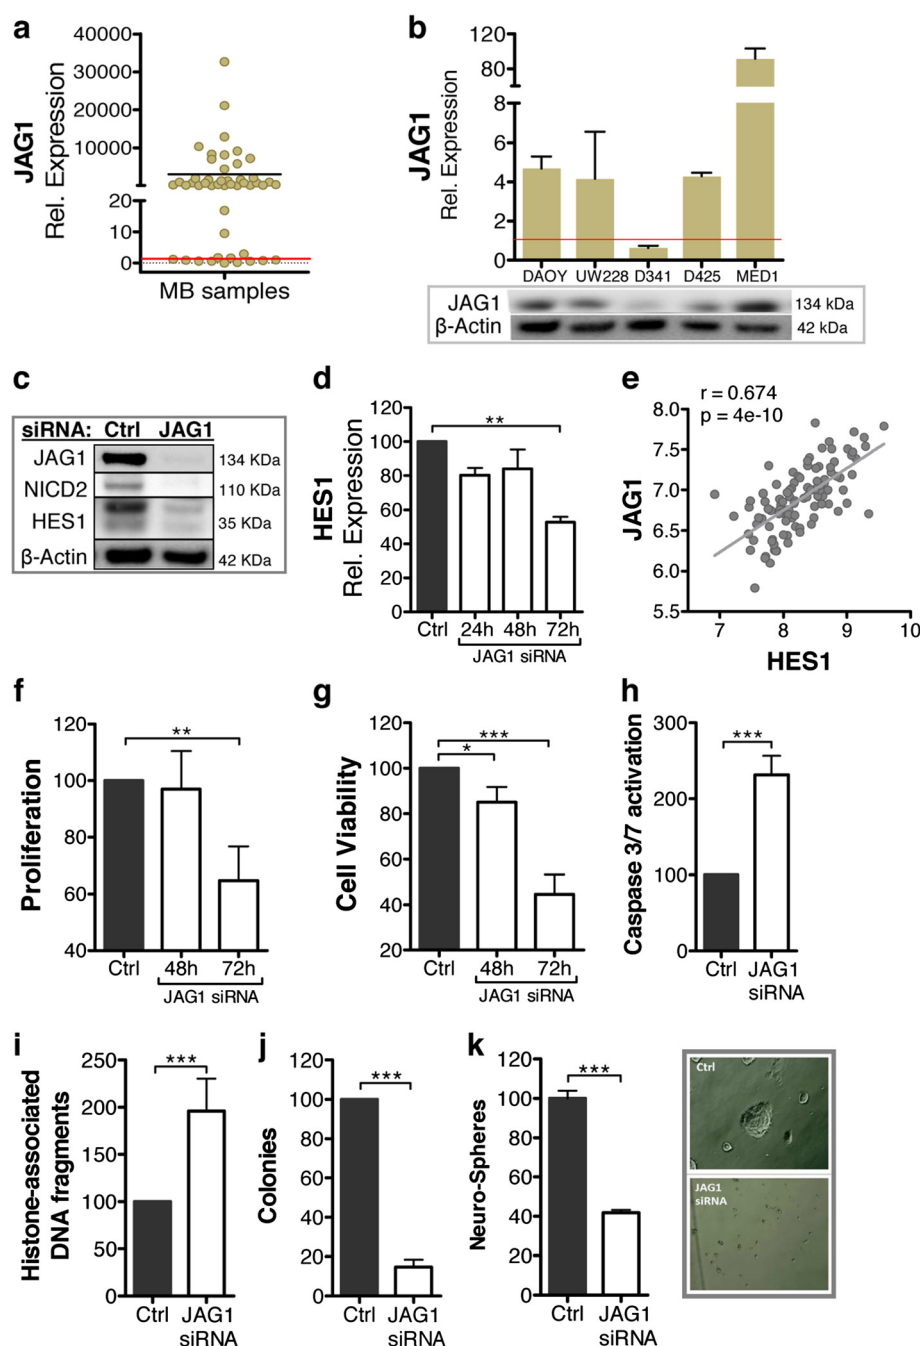 a
JAG1
Rel. Expression
40000
30000
20000
10000
20
10
0
MB samples
b
JAG1
Rel. Expression
120
80
8
6
4
2
0
DAOY UW228 D341 D425 MED1
JAG1 134 kDa
β-Actin 42 kDa
c
siRNA: Ctrl JAG1
JAG1 134 KDa
NICD2 110 KDa
HES1 35 KDa
β-Actin 42 KDa
d
HES1
Rel. Expression
120
100
80
60
40
20
0
**
Ctrl 24h 48h 72h
JAG1 siRNA
e
r = 0.674
p = 4e-10
JAG1
8.0
7.5
7.0
6.5
6.0
5.5
7 8 9 10
HES1
f
Proliferation
120
100
80
60
40
**
Ctrl 48h 72h
JAG1 siRNA
g
Cell Viability
120
100
80
60
40
20
***
*
Ctrl 48h 72h
JAG1 siRNA
h
Caspase 3/7 activation
300
200
100
0
***
Ctrl JAG1
siRNA
i
Histone-associated
DNA fragments
250
200
150
100
50
0
***
Ctrl JAG1
siRNA
j
Colonies
120
100
80
60
40
20
0
***
Ctrl JAG1
siRNA
k
Neuro-Spheres
120
100
80
60
40
20
0
***
Ctrl JAG1
siRNA
Ctrl
JAG1
siRNA